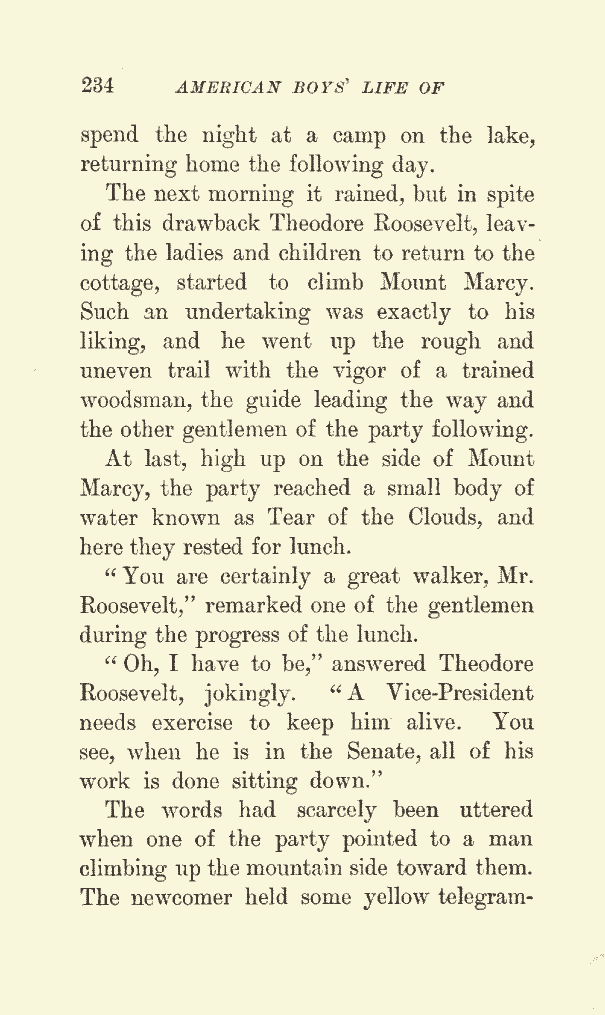 234 AMERICAN BOYS' LIFE OF
spend the night at a camp on the lake,
returning home the following day.
The next morning it rained, but in spite
of this drawback Theodore Roosevelt, leav-
ing the ladies and children to return to the
cottage, started to climb Mount Marcy.
Such an undertaking was exactly to his
liking, and he went up the rough and
uneven trail with the vigor of a trained
woodsman, the guide leading the way and
the other gentlemen of the party following.
At last, high up on the side of Mount
Marcy, the party reached a small body of
water known as Tear of the Clouds, and
here they rested for lunch.
"You are certainly a great walker, Mr.
Roosevelt," remarked one of the gentlemen
during the progress of the lunch.
"Oh, I have to be," answered Theodore
Roosevelt, jokingly. "A Vice-President
needs exercise to keep him alive. You
see, when he is in the Senate, all of his
work is done sitting down."
The words had scarcely been uttered
when one of the party pointed to a man
climbing up the mountain side toward them.
The newcomer held some yellow telegram-